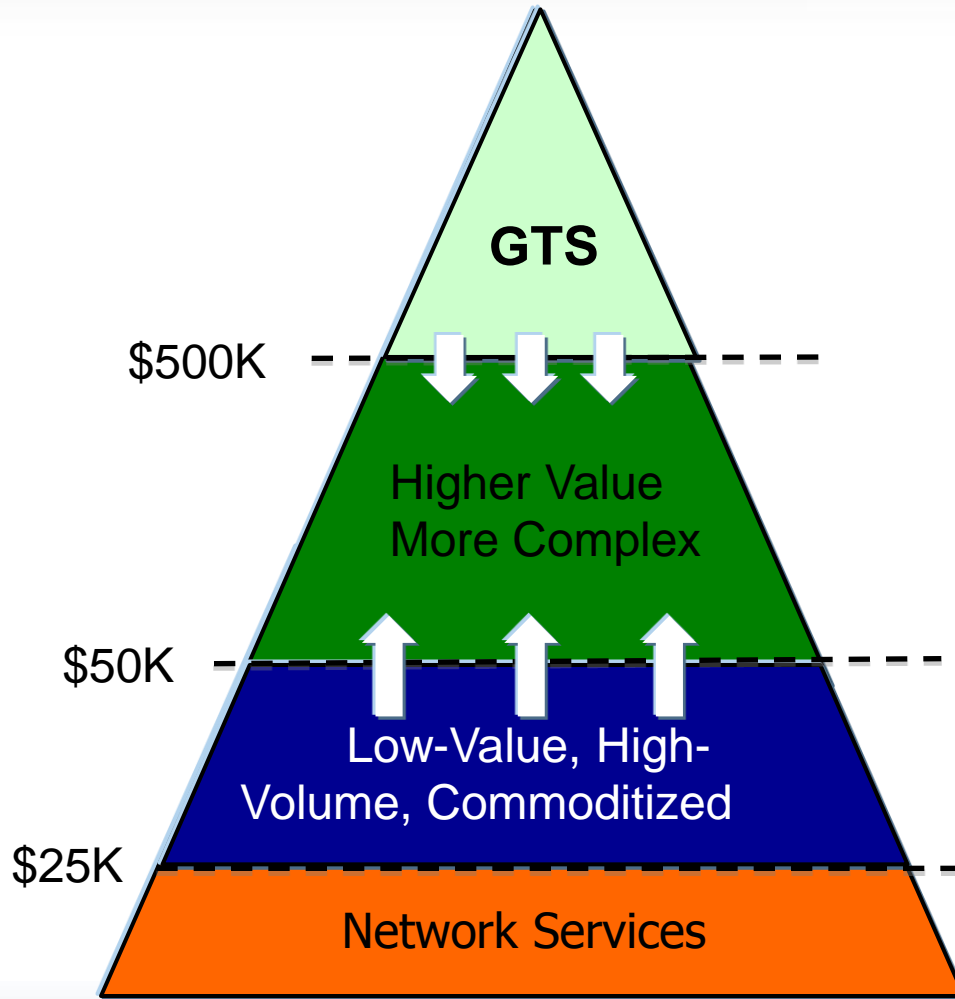 GTS
$500K
Higher Value
More Complex
$50K
Low-Value, High-
Volume, Commoditized
$25K
Network Services